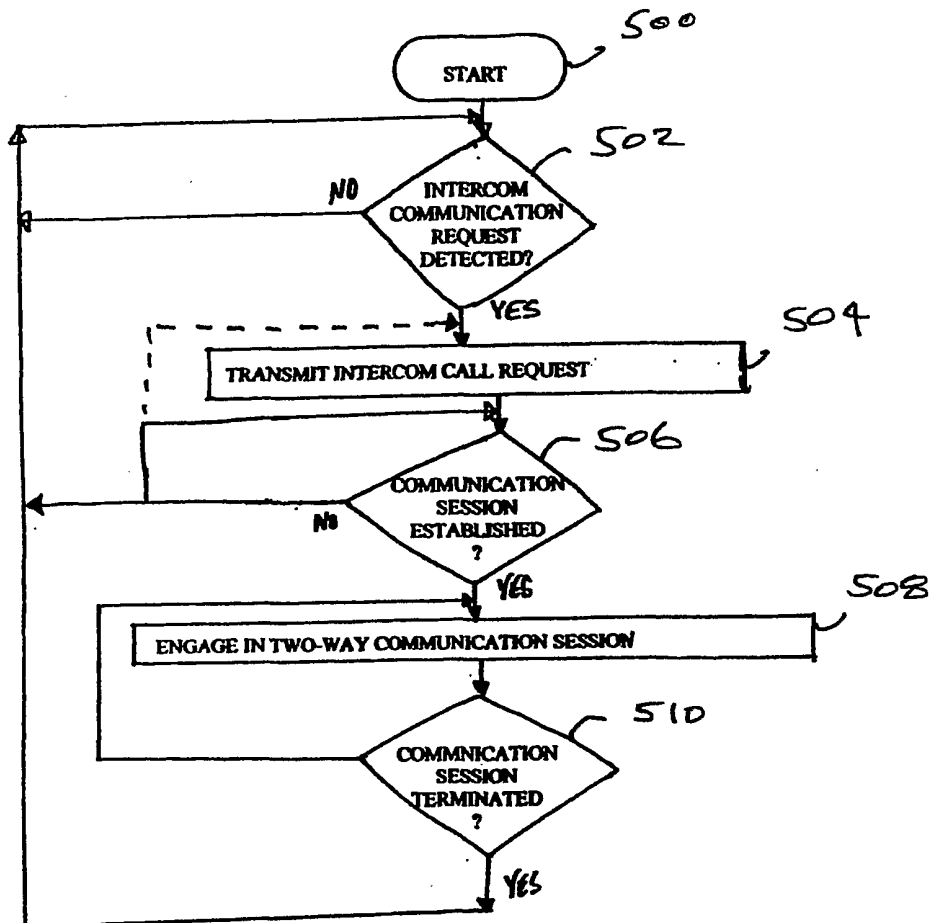 500
START
502
NO
INTERCOM
COMMUNICATION
REQUEST
DETECTED?
YES
504
TRANSMIT INTERCOM CALL REQUEST
506
COMMUNICATION
SESSION
ESTABLISHED
?
No
YES
508
ENGAGE IN TWO-WAY COMMUNICATION SESSION
510
COMMNICATION
SESSION
TERMINATED
?
YES